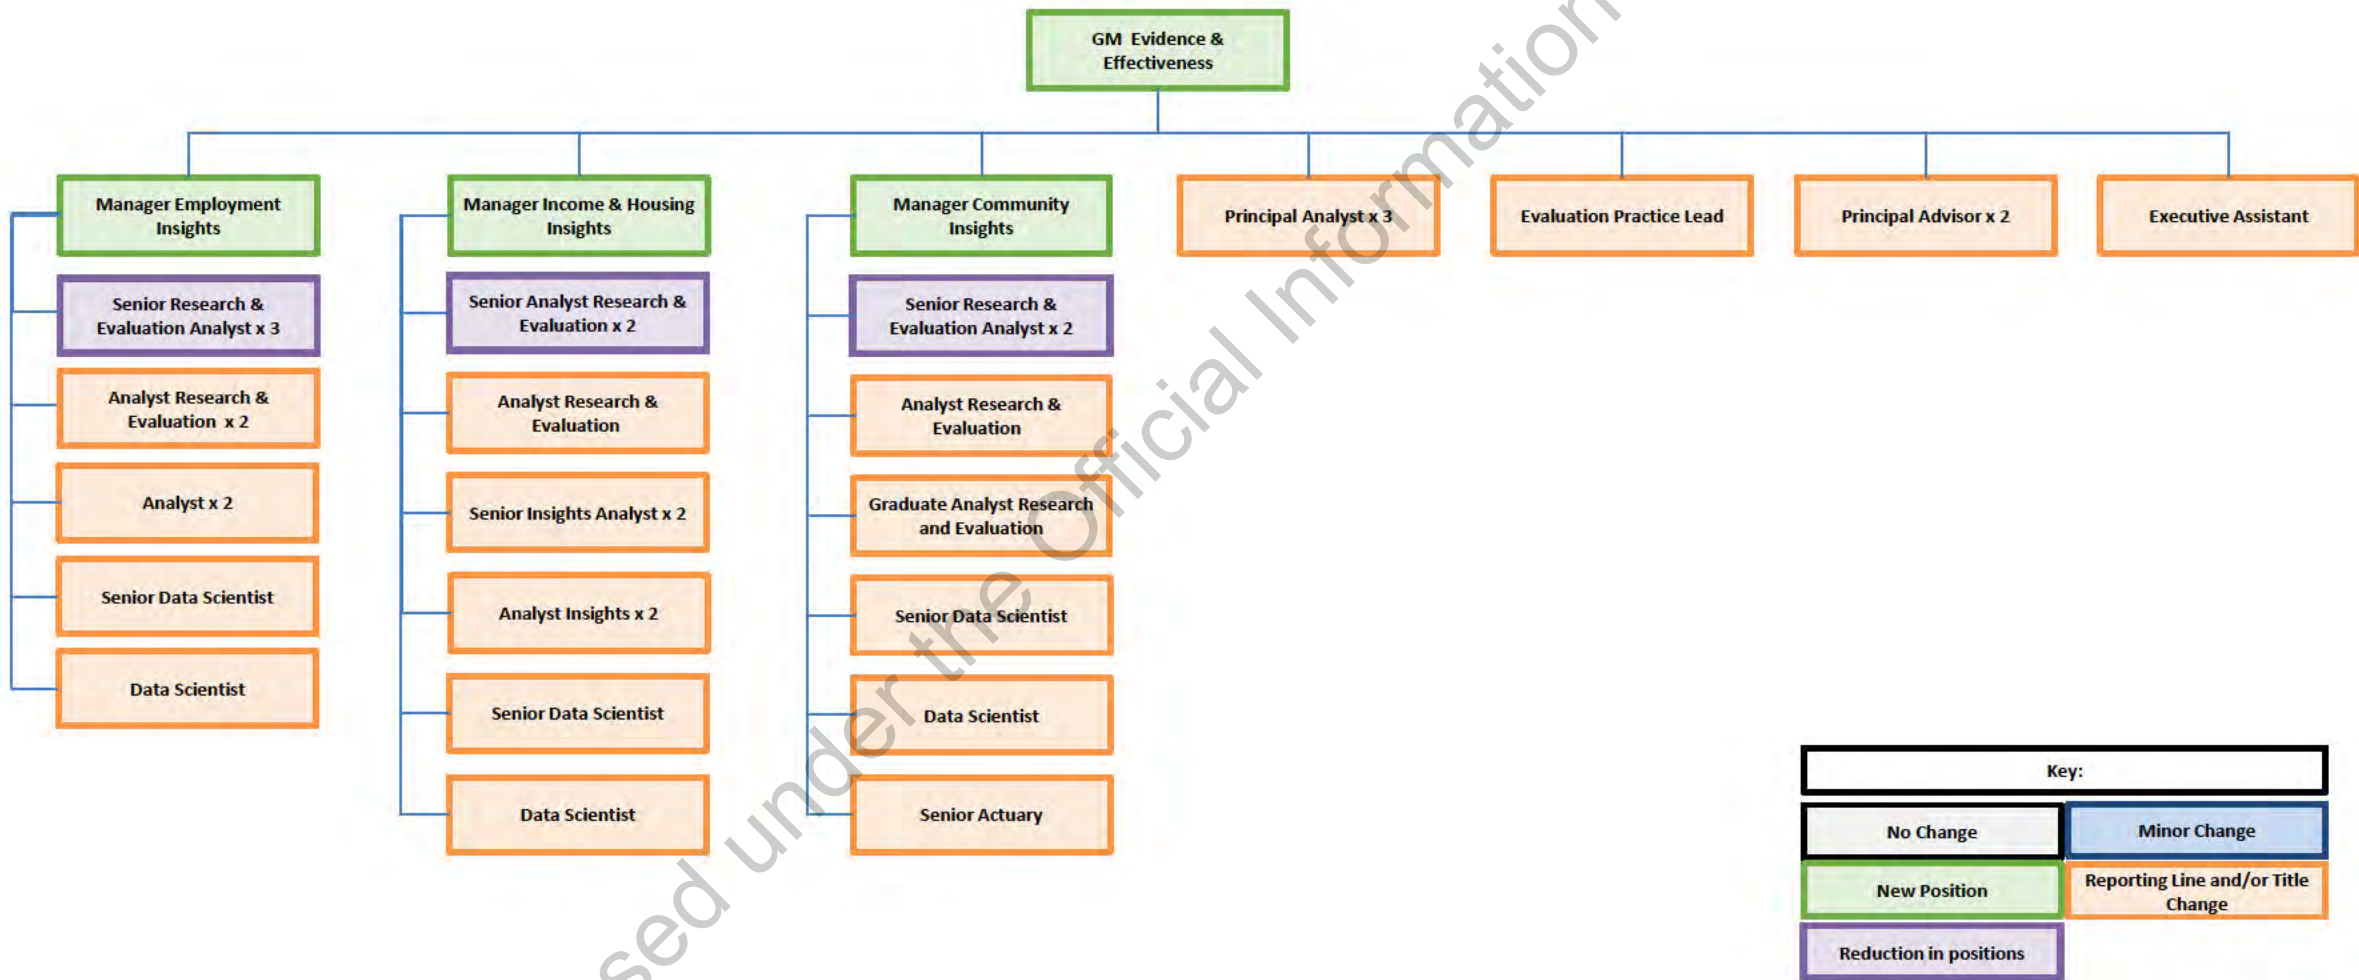 GM Evidence &
Effectiveness
Manager Employment
Insights
Senior Research &
Evaluation Analyst x 3
Analyst Research &
Evaluation x 2
Analyst x 2
Senior Data Scientist
Data Scientist
Manager Income & Housing
Insights
Senior Analyst Research &
Evaluation x 2
Analyst Research &
Evaluation
Senior Insights Analyst x 2
Analyst Insights x 2
Senior Data Scientist
Data Scientist
Manager Community
Insights
Senior Research &
Evaluation Analyst x 2
Analyst Research &
Evaluation
Graduate Analyst Research
and Evaluation
Senior Data Scientist
Data Scientist
Senior Actuary
Principal Analyst x 3
Evaluation Practice Lead
Principal Advisor x 2
Executive Assistant
Key:
No Change
Minor Change
New Position
Reporting Line and/or Title
Change
Reduction in positions
sed under the Official Information